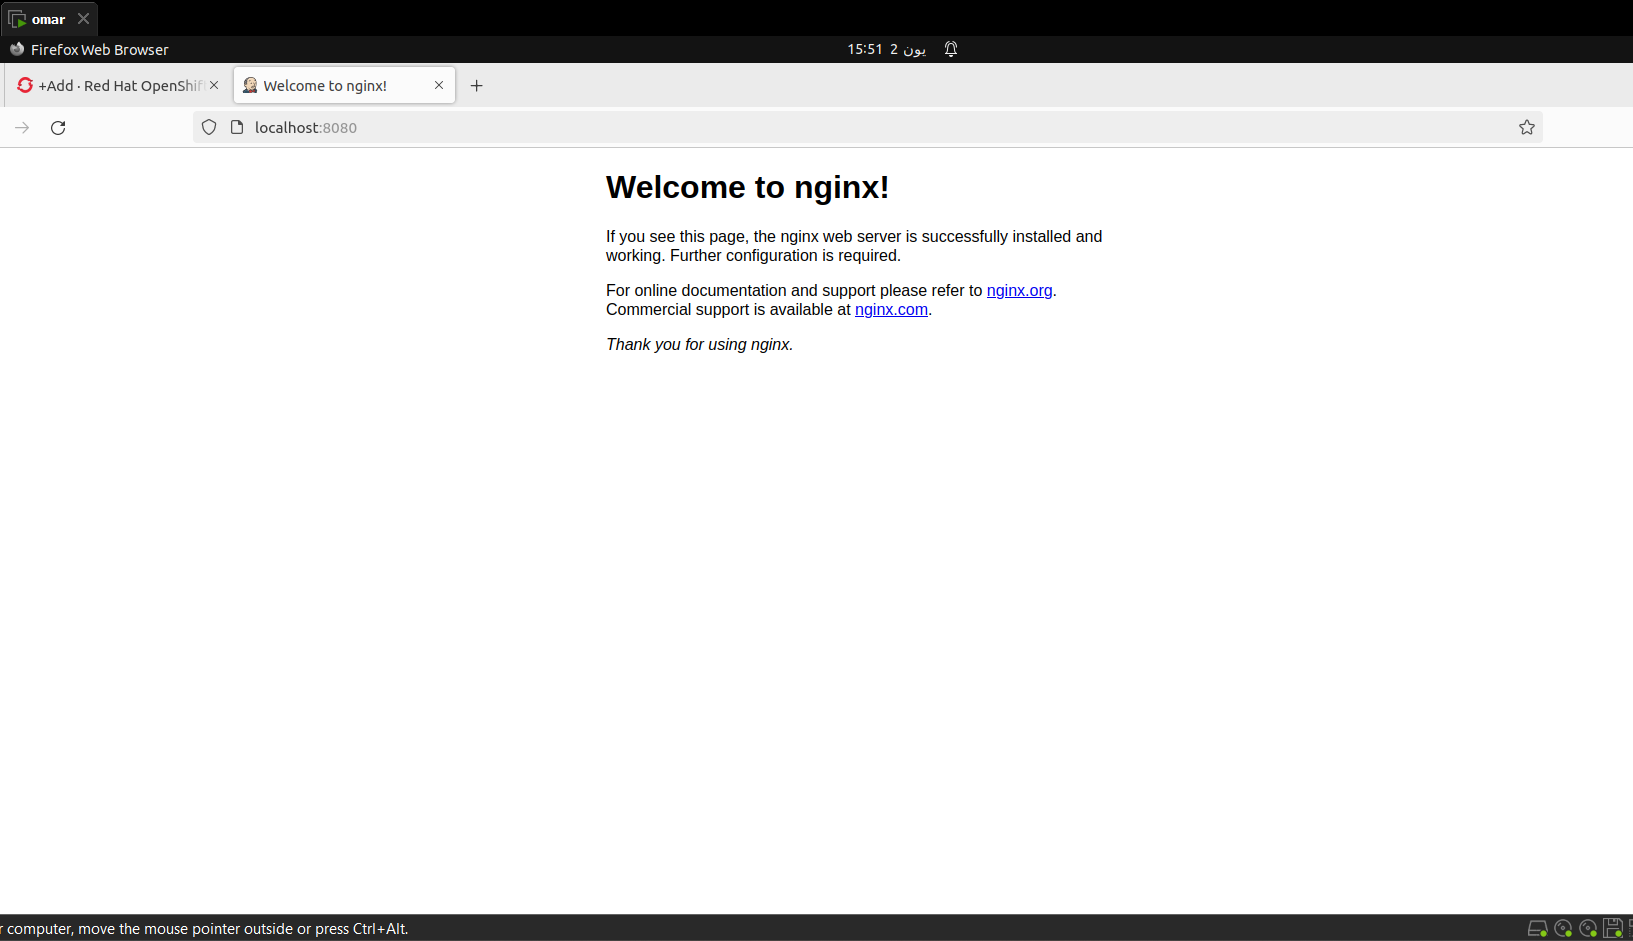 omar
Firefox Web Browser
15:51 2 يون
+Add · Red Hat OpenShif
Welcome to nginx!
localhost:8080
Welcome to nginx!
If you see this page, the nginx web server is successfully installed and
working. Further configuration is required.
For online documentation and support please refer to nginx.org.
Commercial support is available at nginx.com.
Thank you for using nginx.
r computer, move the mouse pointer outside or press Ctrl+Alt.